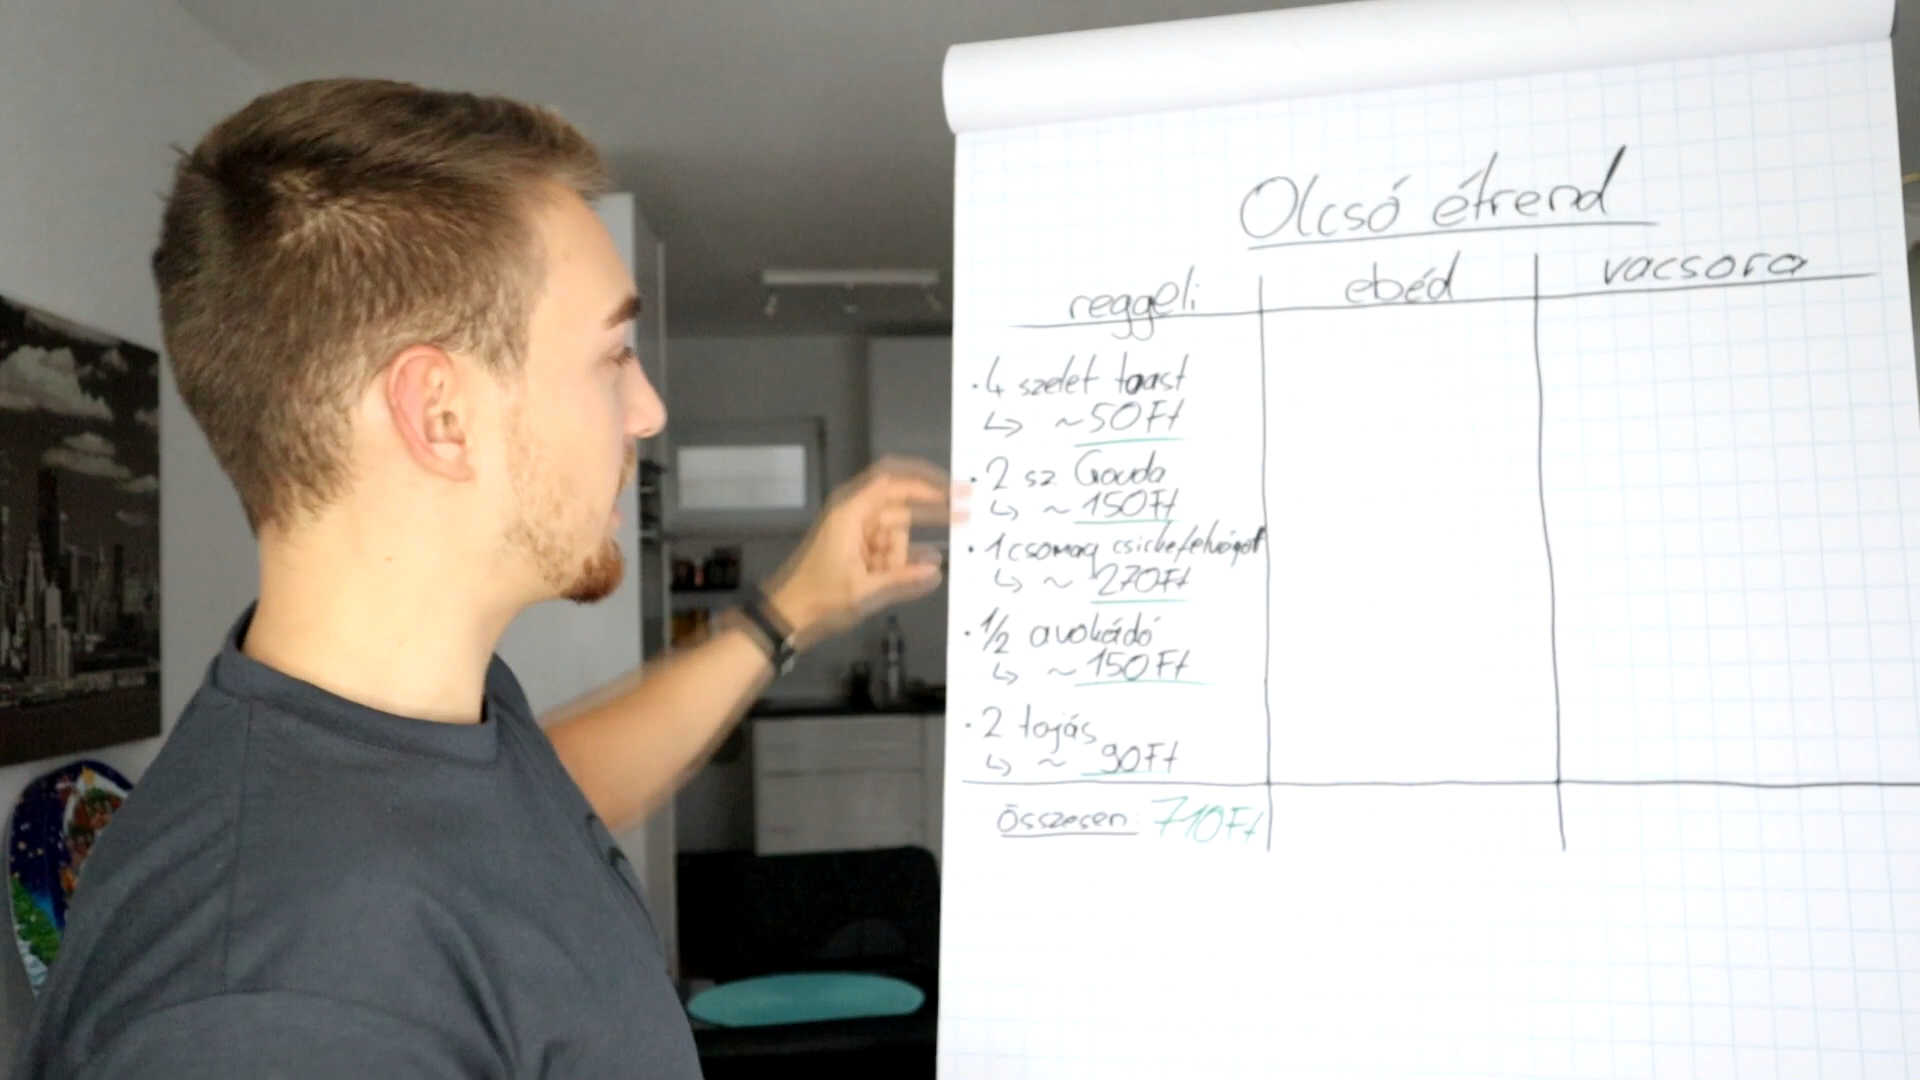 Olcsó étrend
reggeli ebéd vacsora
· 4 szelet toast
↳ ~50Ft
· 2 sz Gouda
↳ ~150Ft
· 1 csomag csirkefelvágot
↳ ~ 270Ft
· 1/2 avokádó
↳ ~150Ft
· 2 tojás
↳ ~ 90Ft
Összesen: 710Ft